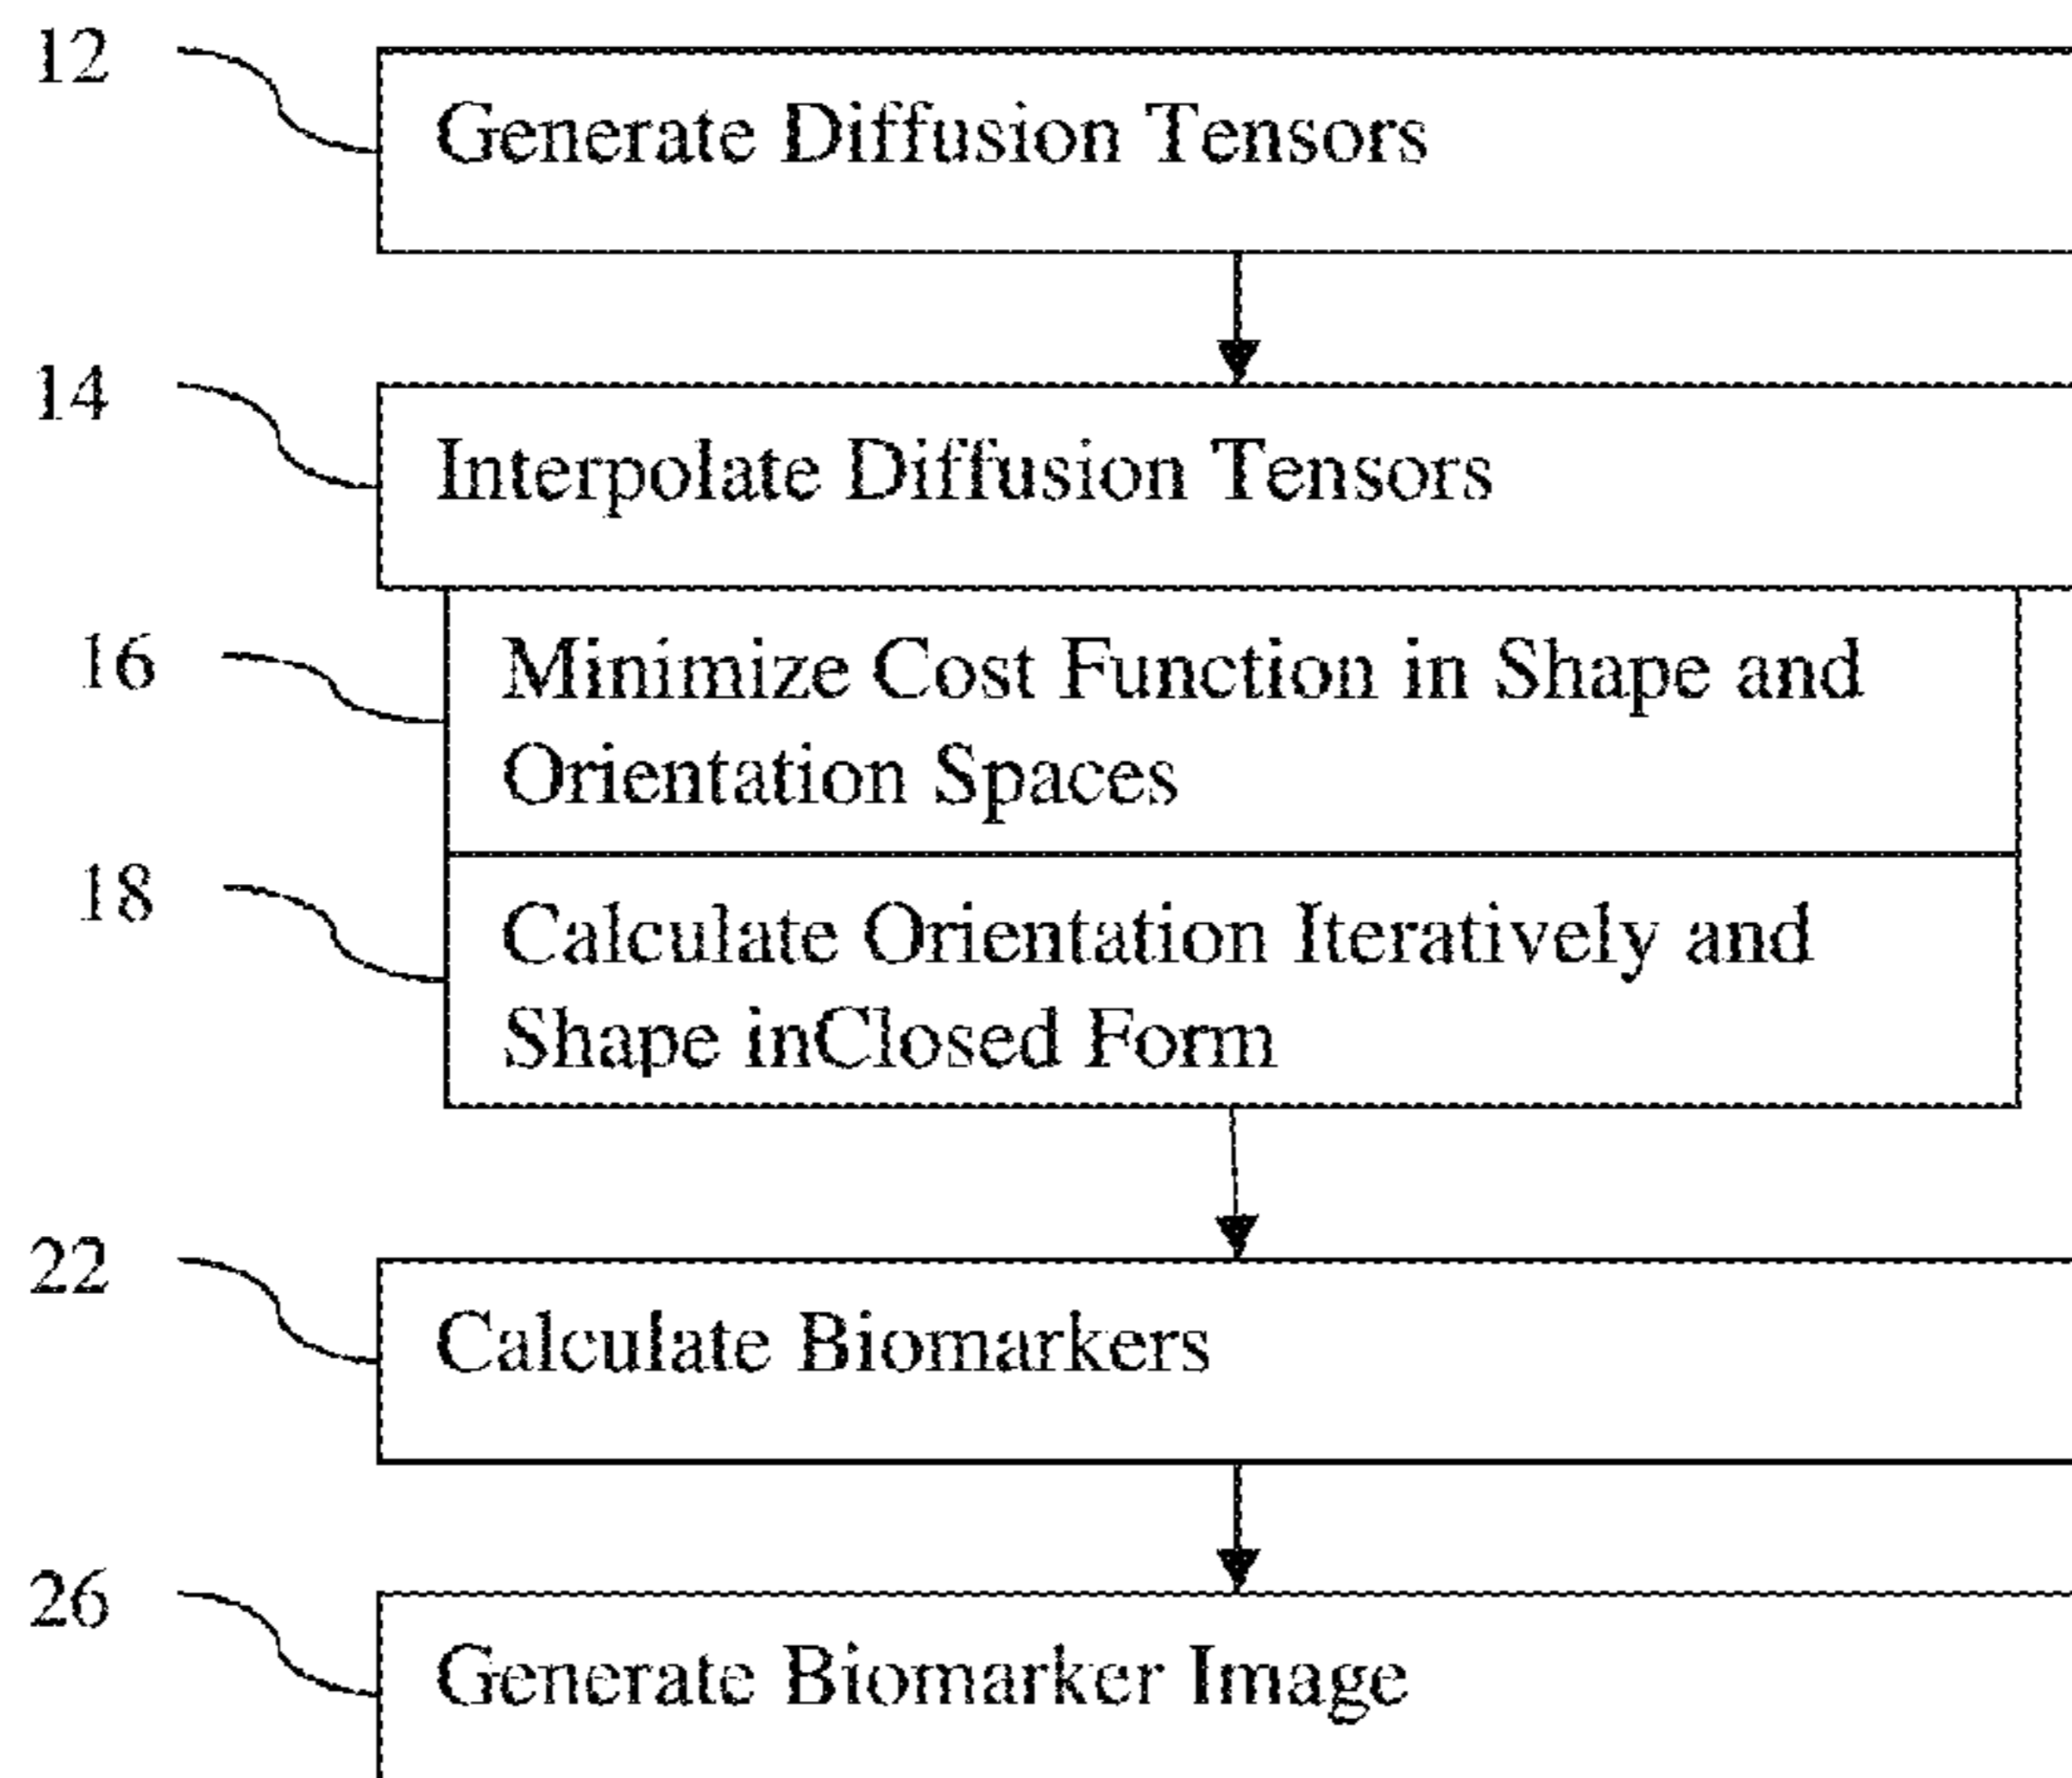 12
Generate Diffusion Tensors
14
Interpolate Diffusion Tensors
16
Minimize Cost Function in Shape and
Orientation Spaces
18
Calculate Orientation Iteratively and
Shape inClosed Form
22
Calculate Biomarkers
26
Generate Biomarker Image